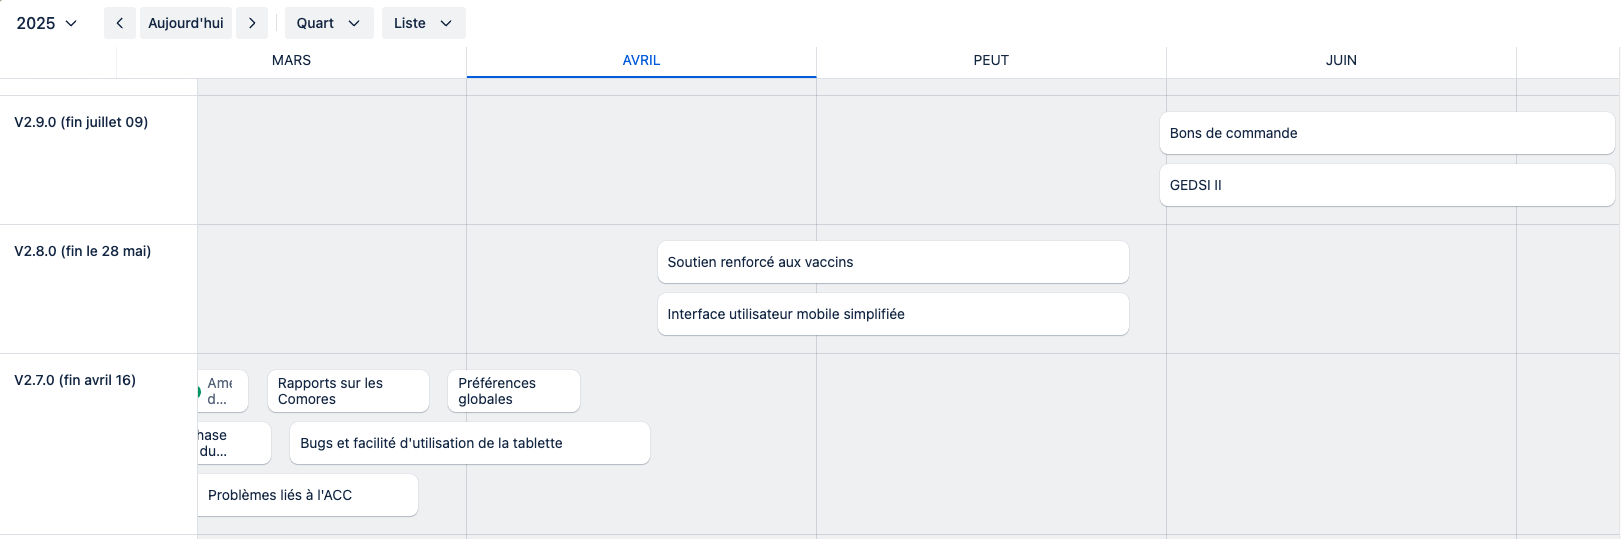 2025
Aujourd'hui
Quart
Liste
MARS
AVRIL
PEUT
JUIN
V2.9.0 (fin juillet 09)
Bons de commande
GEDSI II
V2.8.0 (fin le 28 mai)
Soutien renforcé aux vaccins
Interface utilisateur mobile simplifiée
V2.7.0 (fin avril 16)
d...
Rapports sur les
Comores
Préférences
globales
du...
Bugs et facilité d'utilisation de la tablette
Problèmes liés à l'ACC